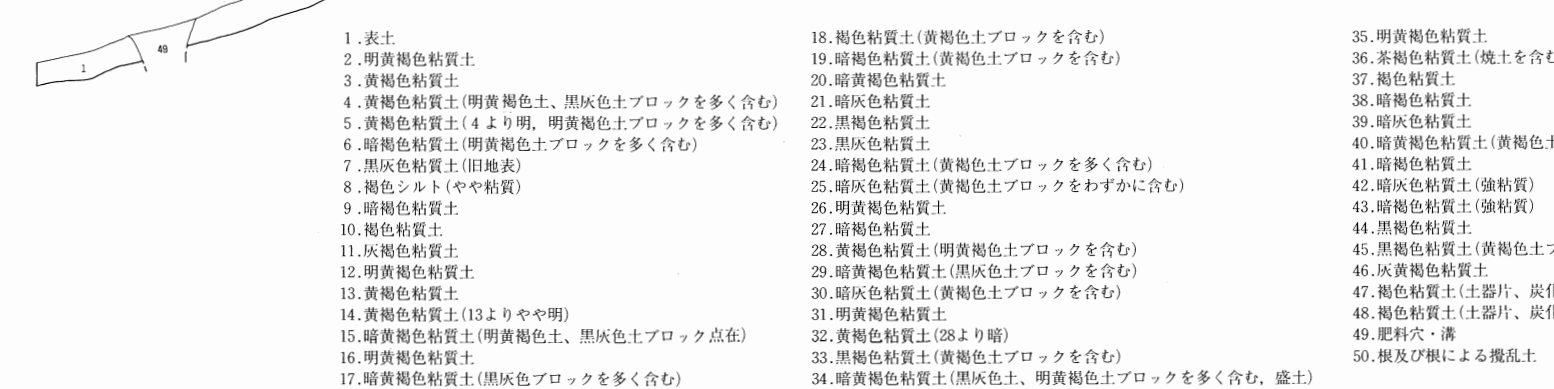 49
1
1.表土
2.明黄褐色粘質土
3.黄褐色粘質土
4.黄褐色粘質土(明黄褐色土、黒灰色土ブロックを多く含む)
5.黄褐色粘質土(4より明,明黄褐色土ブロックを多く含む)
6.暗褐色粘質土(明黄褐色土ブロックを多く含む)
7.黒灰色粘質土(旧地表)
8.褐色シルト(やや粘質)
9.暗褐色粘質土
10.褐色粘質土
11.灰褐色粘質土
12.明黄褐色粘質土
13.黄褐色粘質土
14.黄褐色粘質土(13よりやや明)
15.暗黄褐色粘質土(明黄褐色土、黒灰色土ブロック点在)
16.明黄褐色粘質土
17.暗黄褐色粘質土(黒灰色ブロックを多く含む)
18.褐色粘質土(黄褐色土ブロックを含む)
19.暗褐色粘質土(黄褐色土ブロックを含む)
20.暗黄褐色粘質土
21.暗灰色粘質土
22.黒褐色粘質土
23.黒灰色粘質土
24.暗褐色粘質土(黄褐色土ブロックを多く含む)
25.暗灰色粘質土(黄褐色土ブロックをわずかに含む)
26.明黄褐色粘質土
27.暗褐色粘質土
28.黄褐色粘質土(明黄褐色土ブロックを含む)
29.暗黄褐色粘質土(黒灰色土ブロックを含む)
30.暗灰色粘質土(黄褐色土ブロックを含む)
31.明黄褐色粘質土
32.黄褐色粘質土(28より暗)
33.黒褐色粘質土(黄褐色土ブロックを含む)
34.暗黄褐色粘質土(黒灰色土、明黄褐色土ブロックを多く含む,盛土)
35.明黄褐色粘質土
36.茶褐色粘質土(焼土を含む
37.褐色粘質土
38.暗褐色粘質土
39.暗灰色粘質土
40.暗黄褐色粘質土(黄褐色土
41.暗褐色粘質土
42.暗灰色粘質土(強粘質)
43.暗褐色粘質土(強粘質)
44.黒褐色粘質土
45.黒褐色粘質土(黄褐色土ブ
46.灰黄褐色粘質土
47.褐色粘質土(土器片、炭化
48.褐色粘質土(土器片、炭化
49.肥料穴・溝
50.根及び根による攪乱土